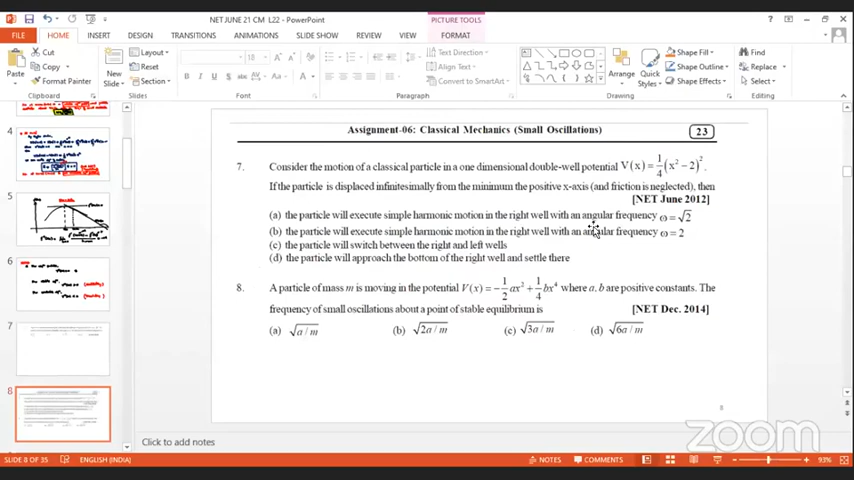 NET JUNE 21 CM L22 - PowerPoint
PICTURE TOOLS
FILE
HOME
INSERT
DESIGN
TRANSITIONS
ANIMATIONS
SLIDE SHOW
REVIEW
VIEW
FORMAT
Paste
Cut
Copy
Format Painter
Clipboard
New
Slide
Layout
Reset
Section
Slides
18
Font
Paragraph
Text Direction
Align Text
Convert to SmartArt
Arrange
Quick
Styles
Shape Fill
Shape Outline
Shape Effects
Drawing
Find
Replace
Select
Editing
4
5
6
7
8
Assignment-06: Classical Mechanics (Small Oscillations)
23
7. Consider the motion of a classical particle in a one dimensional double-well potential V(x) = 1/4 (x² − 2)².
If the particle is displaced infinitesimally from the minimum the positive x-axis (and friction is neglected), then
[NET June 2012]
(a) the particle will execute simple harmonic motion in the right well with an angular frequency ω = √2
(b) the particle will execute simple harmonic motion in the right well with an angular frequency ω = 2
(c) the particle will switch between the right and left wells
(d) the particle will approach the bottom of the right well and settle there
8. A particle of mass m is moving in the potential V(x) = −1/2 ax² + 1/4 bx⁴ where a, b are positive constants. The
frequency of small oscillations about a point of stable equilibrium is [NET Dec. 2014]
(a) √a / m (b) √2a / m (c) √3a / m (d) √6a / m
8
zoom
Click to add notes
SLIDE 8 OF 35
ENGLISH (INDIA)
NOTES
COMMENTS
93%